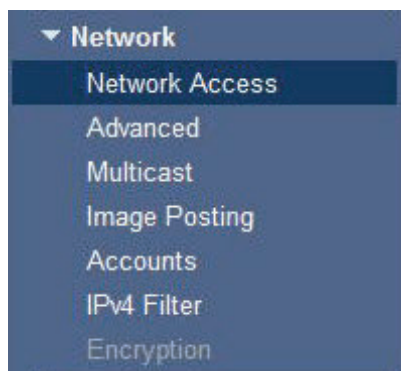 Network
Network Access
Advanced
Multicast
Image Posting
Accounts
IPv4 Filter
Encryption